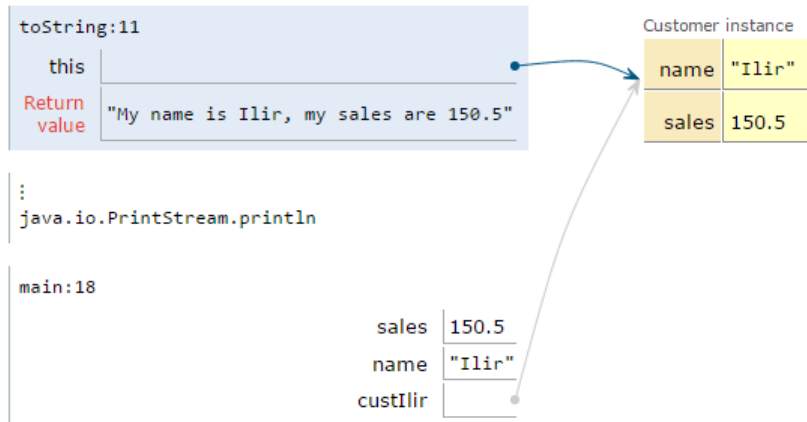 toString:11
this
Return
value
"My name is Ilir, my sales are 150.5"
Customer instance
name "Ilir"
sales 150.5
⋮
java.io.PrintStream.println
main:18
sales 150.5
name "Ilir"
custIlir